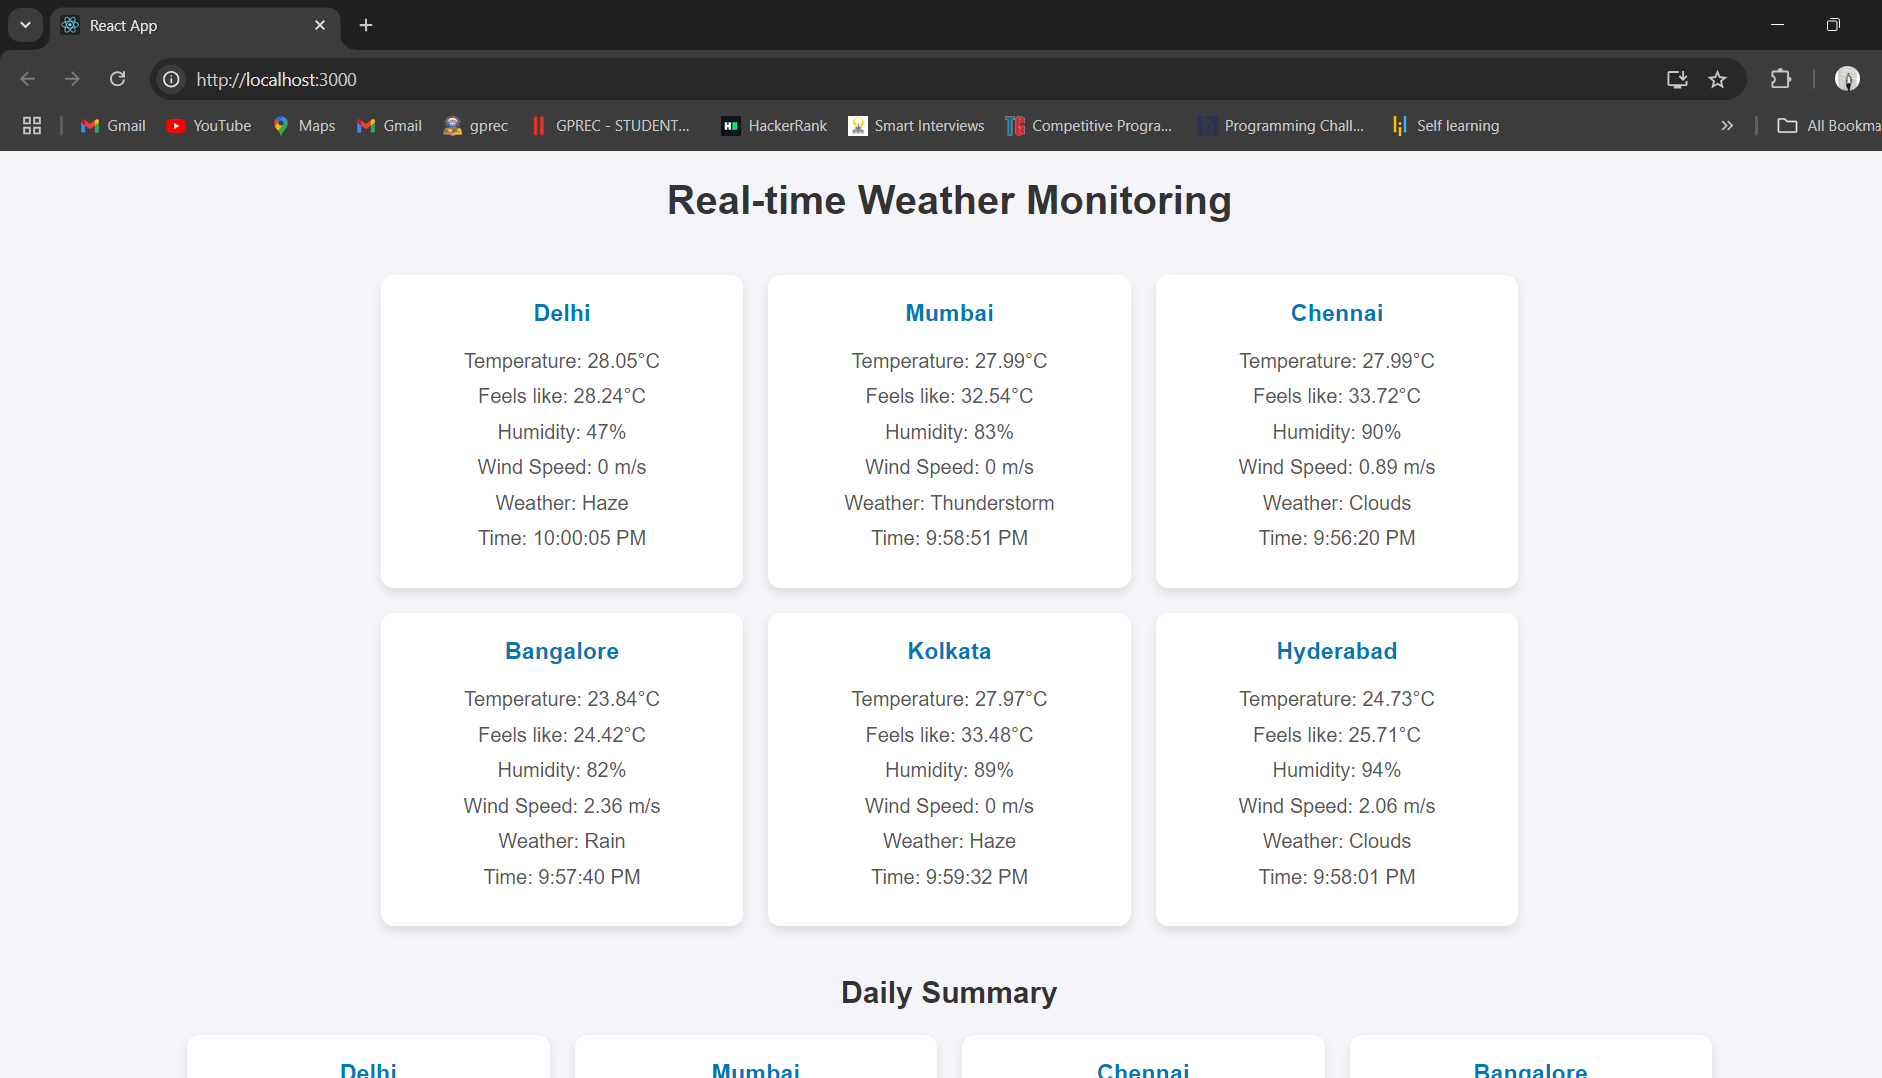 React App
http://localhost:3000
Gmail YouTube Maps Gmail gprec GPREC - STUDENT... HackerRank Smart Interviews Competitive Progra... Programming Chall... Self learning All Bookma
Real-time Weather Monitoring
Delhi
Temperature: 28.05°C
Feels like: 28.24°C
Humidity: 47%
Wind Speed: 0 m/s
Weather: Haze
Time: 10:00:05 PM
Mumbai
Temperature: 27.99°C
Feels like: 32.54°C
Humidity: 83%
Wind Speed: 0 m/s
Weather: Thunderstorm
Time: 9:58:51 PM
Chennai
Temperature: 27.99°C
Feels like: 33.72°C
Humidity: 90%
Wind Speed: 0.89 m/s
Weather: Clouds
Time: 9:56:20 PM
Bangalore
Temperature: 23.84°C
Feels like: 24.42°C
Humidity: 82%
Wind Speed: 2.36 m/s
Weather: Rain
Time: 9:57:40 PM
Kolkata
Temperature: 27.97°C
Feels like: 33.48°C
Humidity: 89%
Wind Speed: 0 m/s
Weather: Haze
Time: 9:59:32 PM
Hyderabad
Temperature: 24.73°C
Feels like: 25.71°C
Humidity: 94%
Wind Speed: 2.06 m/s
Weather: Clouds
Time: 9:58:01 PM
Daily Summary
Delhi
Mumbai
Chennai
Bangalore